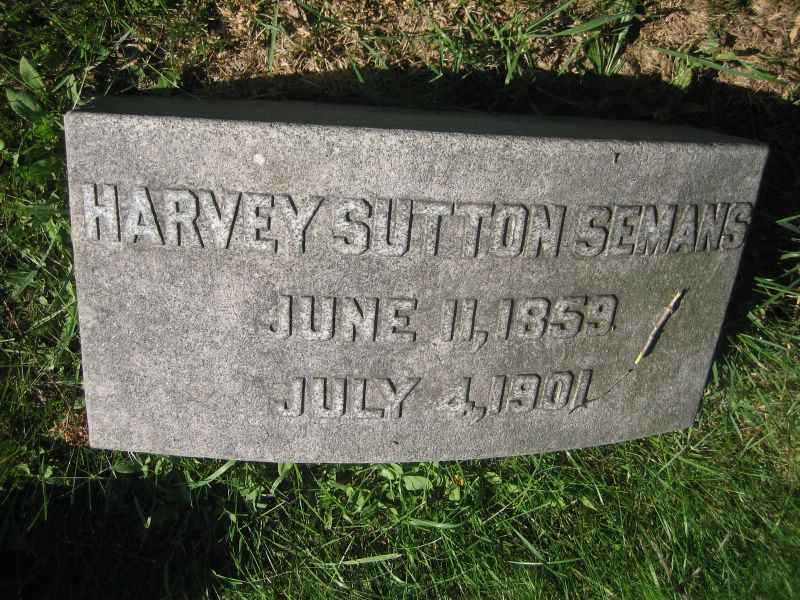 HARVEY SUTTON SEMANS
JUNE 11, 1859.
JULY 4, 1901.